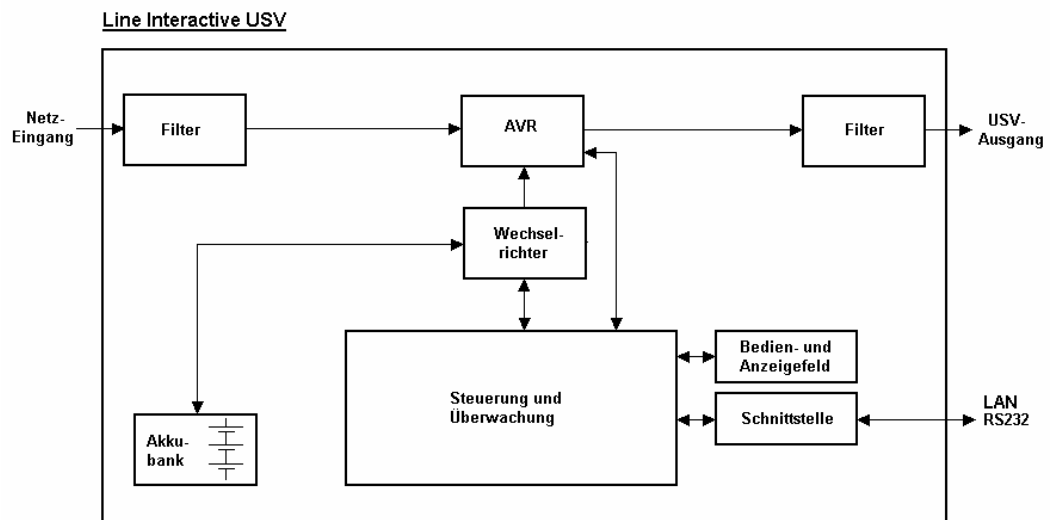 Line Interactive USV
Netz-
Eingang
Filter
AVR
Filter
USV-
Ausgang
Wechsel-
richter
Bedien- und
Anzeigefeld
Steuerung und
Überwachung
Schnittstelle
LAN
RS232
Akku-
bank